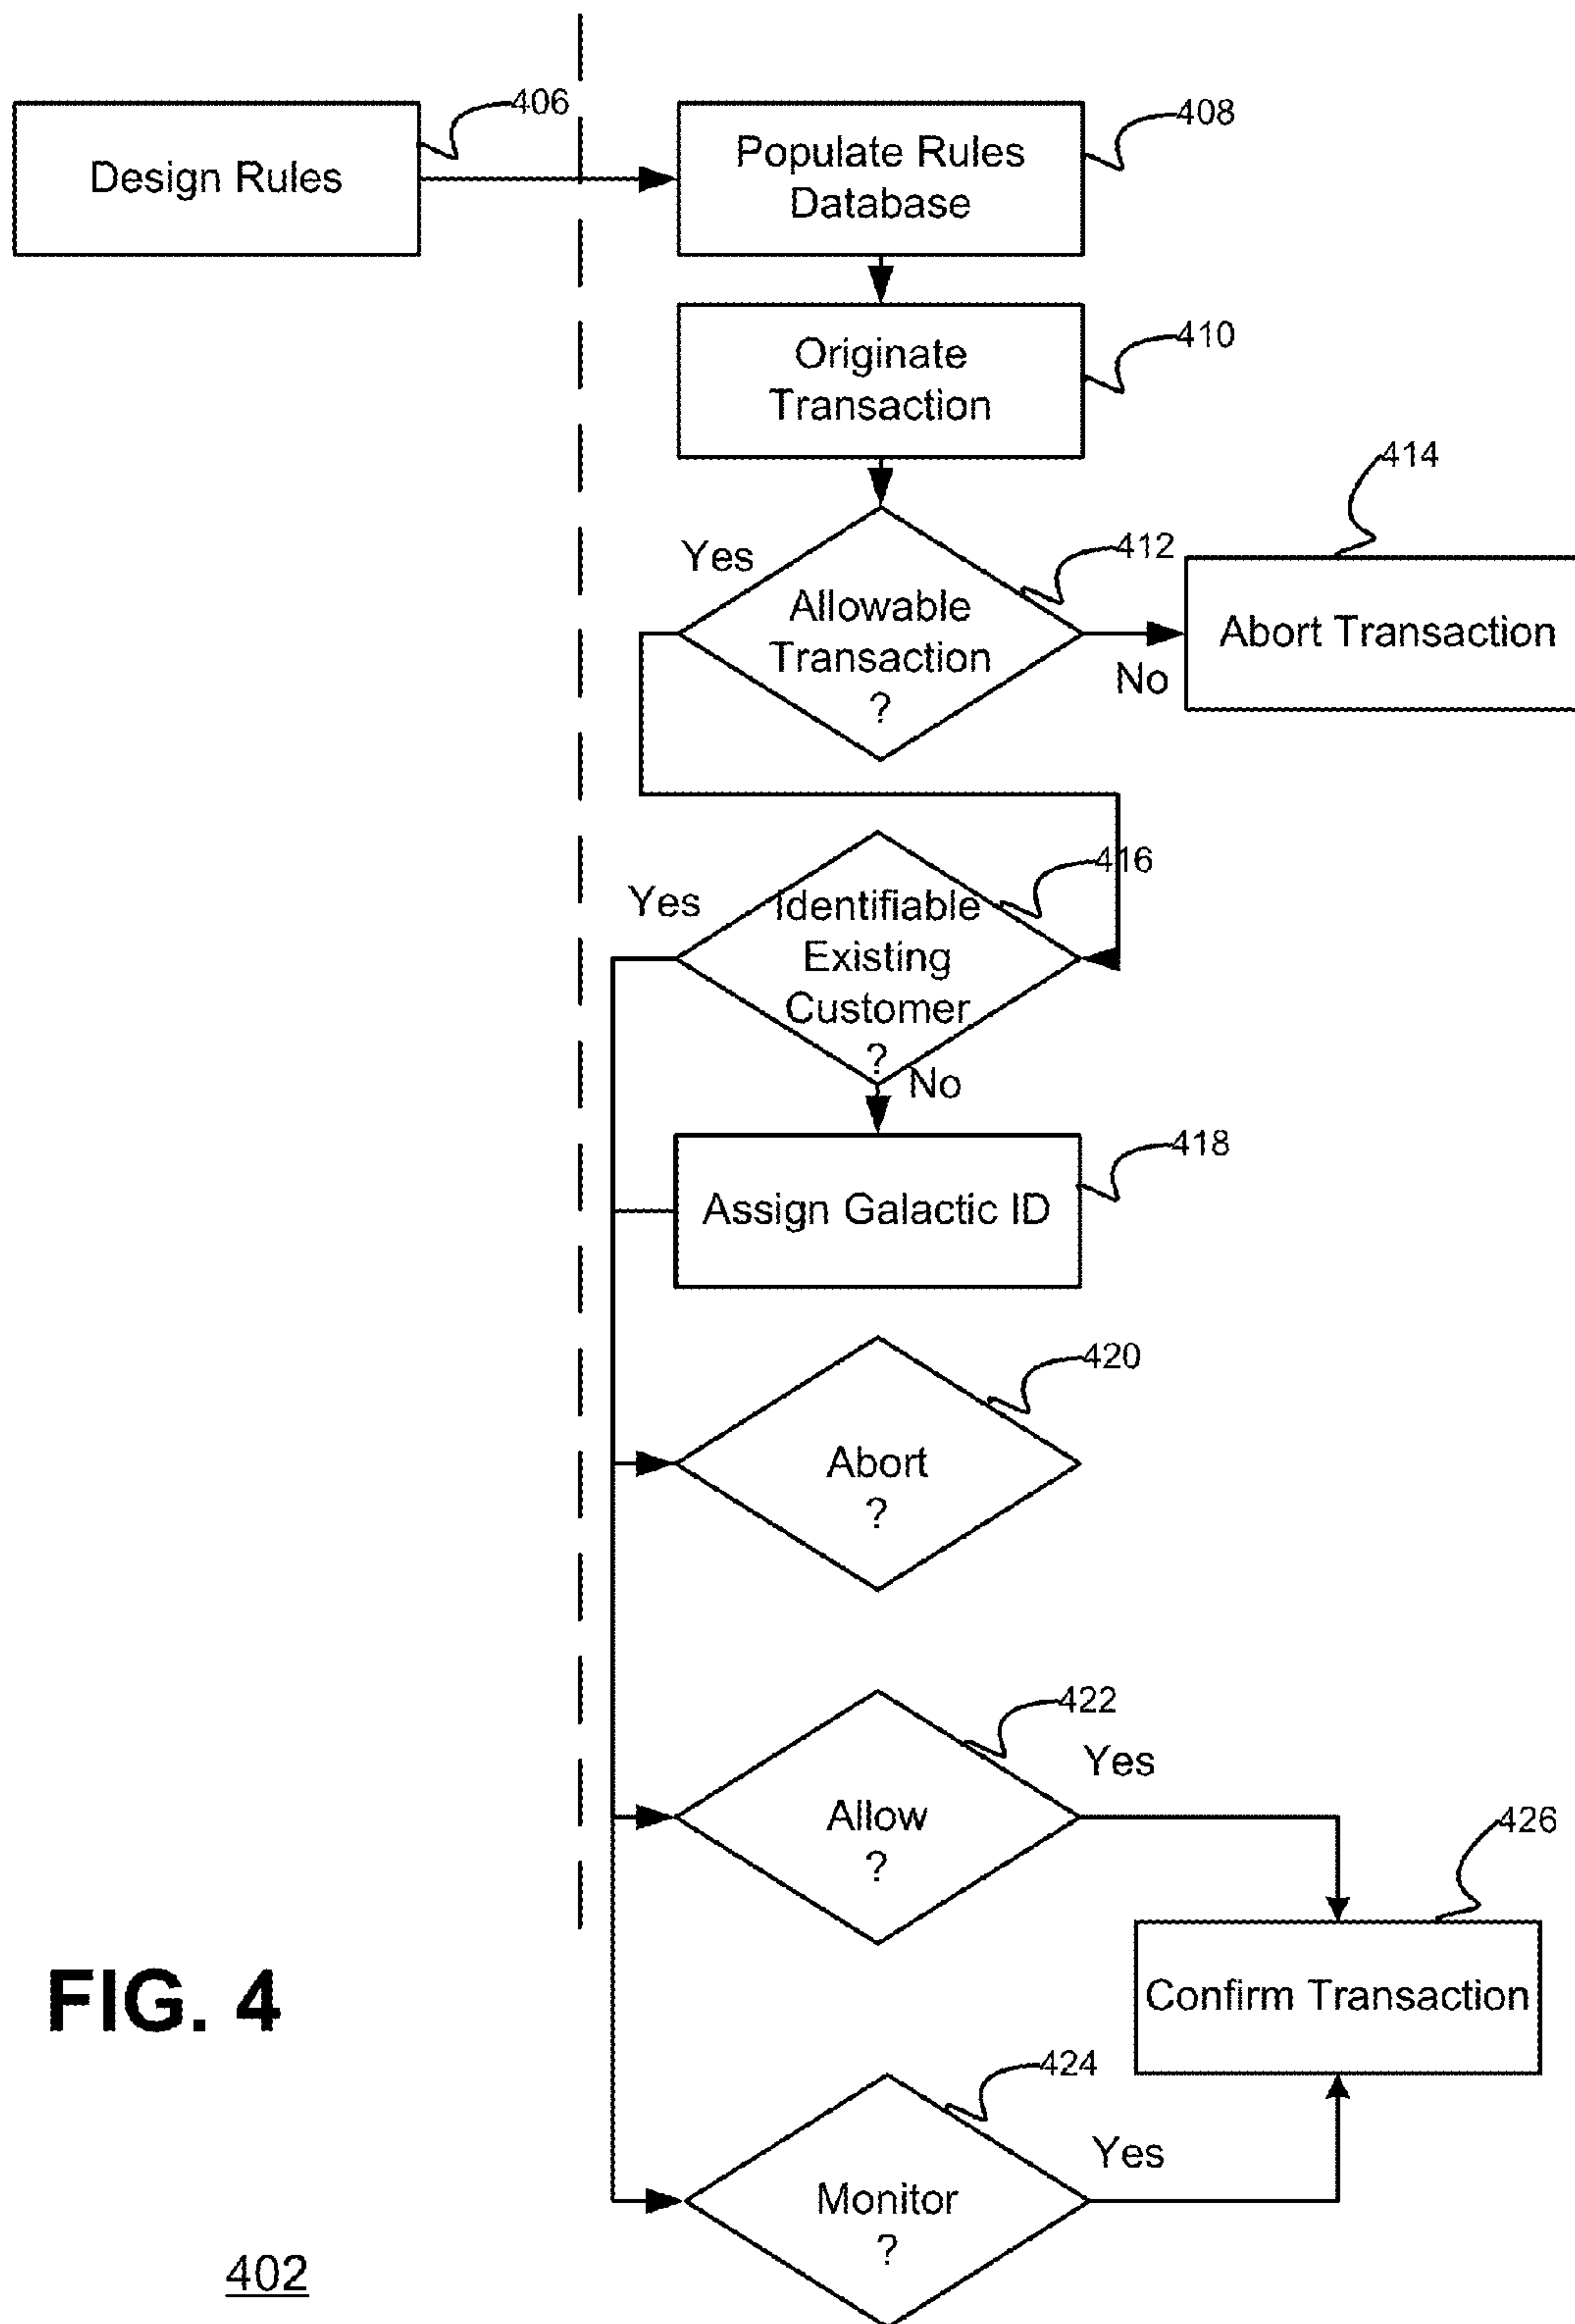 406
Design Rules
408
Populate Rules
Database
410
Originate
Transaction
414
412
Yes
Allowable
Transaction
?
Abort Transaction
No
416
Yes
Identifiable
Existing
Customer
?
No
418
Assign Galactic ID
420
Abort
?
422
Yes
Allow
?
426
Confirm Transaction
FIG. 4
424
Yes
Monitor
?
402